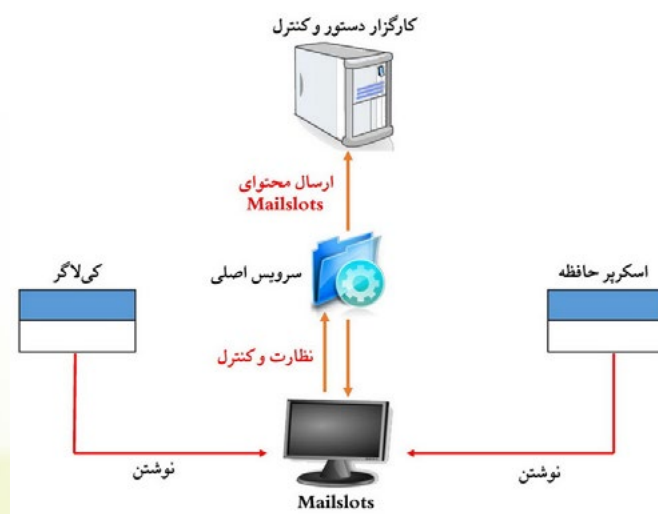 کارگزار دستور و کنترل
ارسال محتوای
Mailslots
سرویس اصلی
کی‌لاگر
اسکرپر حافظه
نظارت و کنترل
نوشتن
نوشتن
Mailslots